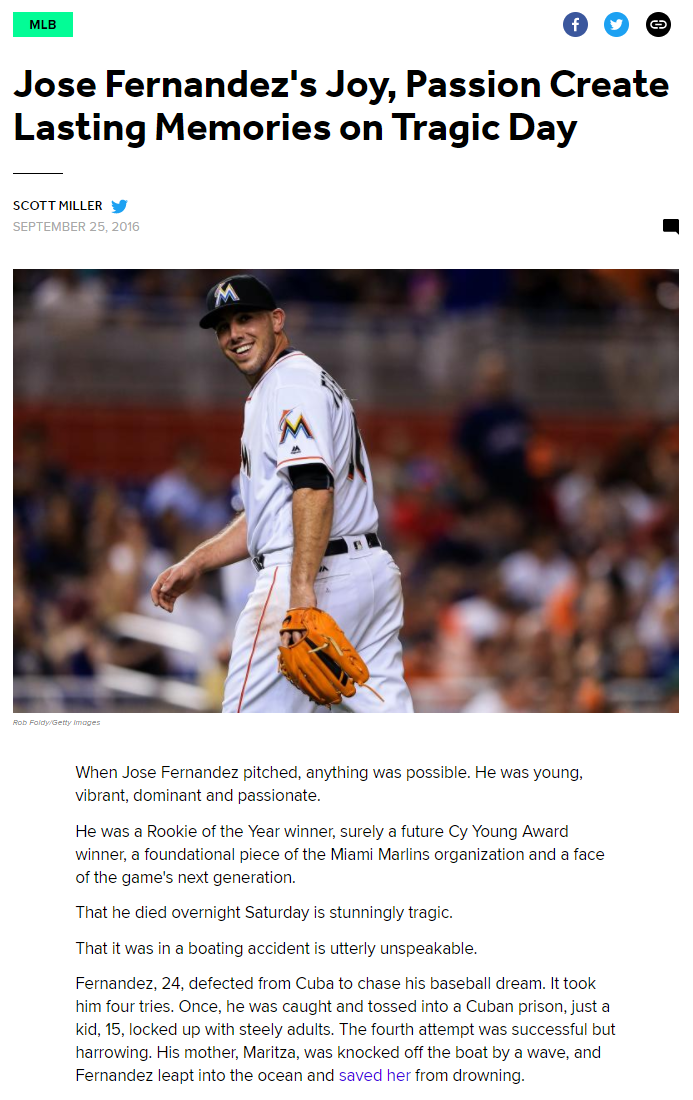 MLB
Jose Fernandez's Joy, Passion Create
Lasting Memories on Tragic Day
SCOTT MILLER
SEPTEMBER 25, 2016
Rob Foldy/Getty Images
When Jose Fernandez pitched, anything was possible. He was young,
vibrant, dominant and passionate.
He was a Rookie of the Year winner, surely a future Cy Young Award
winner, a foundational piece of the Miami Marlins organization and a face
of the game's next generation.
That he died overnight Saturday is stunningly tragic.
That it was in a boating accident is utterly unspeakable.
Fernandez, 24, defected from Cuba to chase his baseball dream. It took
him four tries. Once, he was caught and tossed into a Cuban prison, just a
kid, 15, locked up with steely adults. The fourth attempt was successful but
harrowing. His mother, Maritza, was knocked off the boat by a wave, and
Fernandez leapt into the ocean and saved her from drowning.